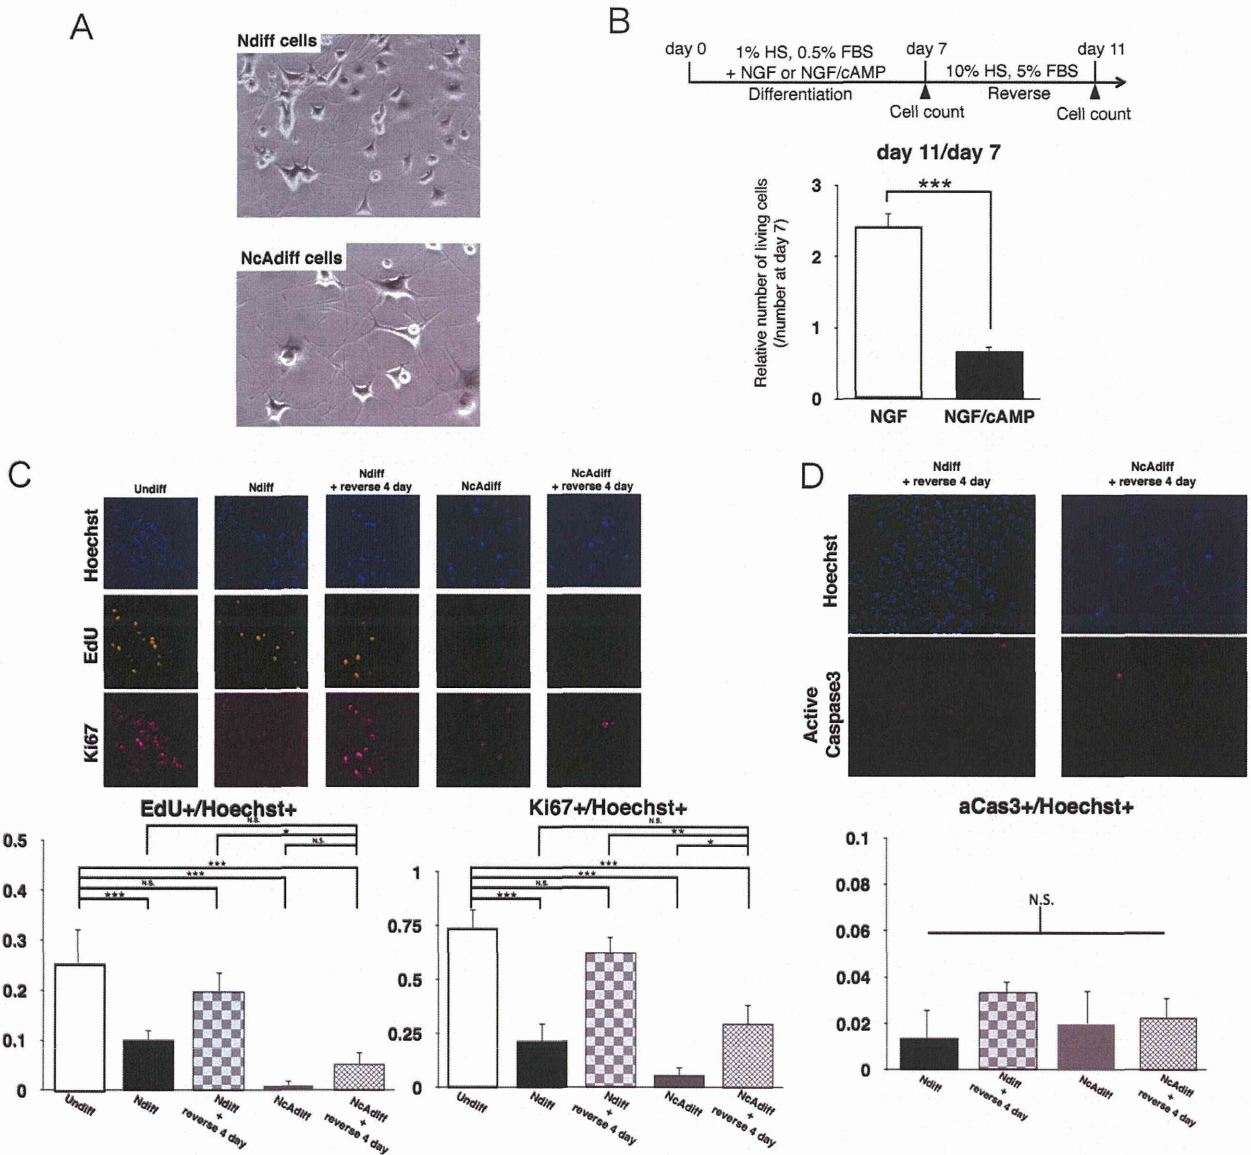 A
Ndiff cells
NcAdiff cells
B
day 0
1% HS, 0.5% FBS
+ NGF or NGF/cAMP
Differentiation
day 7
10% HS, 5% FBS
Reverse
day 11
Cell count
Cell count
day 11/day 7
***
Relative number of living cells
(/number at day 7)
3
2
1
0
NGF
NGF/cAMP
C
Undiff
Ndiff
Ndiff
+ reverse 4 day
NcAdiff
NcAdiff
+ reverse 4 day
Hoechst
EdU
Ki67
EdU+/Hoechst+
N.S.
*
N.S.
***
***
N.S.
***
0.5
0.4
0.3
0.2
0.1
0
Undiff
Ndiff
Ndiff
+
reverse 4 day
NcAdiff
NcAdiff
+
reverse 4 day
Ki67+/Hoechst+
N.S.
**
*
***
***
N.S.
***
1
0.75
0.5
0.25
0
Undiff
Ndiff
Ndiff
+
reverse 4 day
NcAdiff
NcAdiff
+
reverse 4 day
D
Ndiff
+ reverse 4 day
NcAdiff
+ reverse 4 day
Hoechst
Active
Caspase3
aCas3+/Hoechst+
N.S.
0.1
0.08
0.06
0.04
0.02
0
Ndiff
Ndiff
+
reverse 4 day
NcAdiff
NcAdiff
+
reverse 4 day